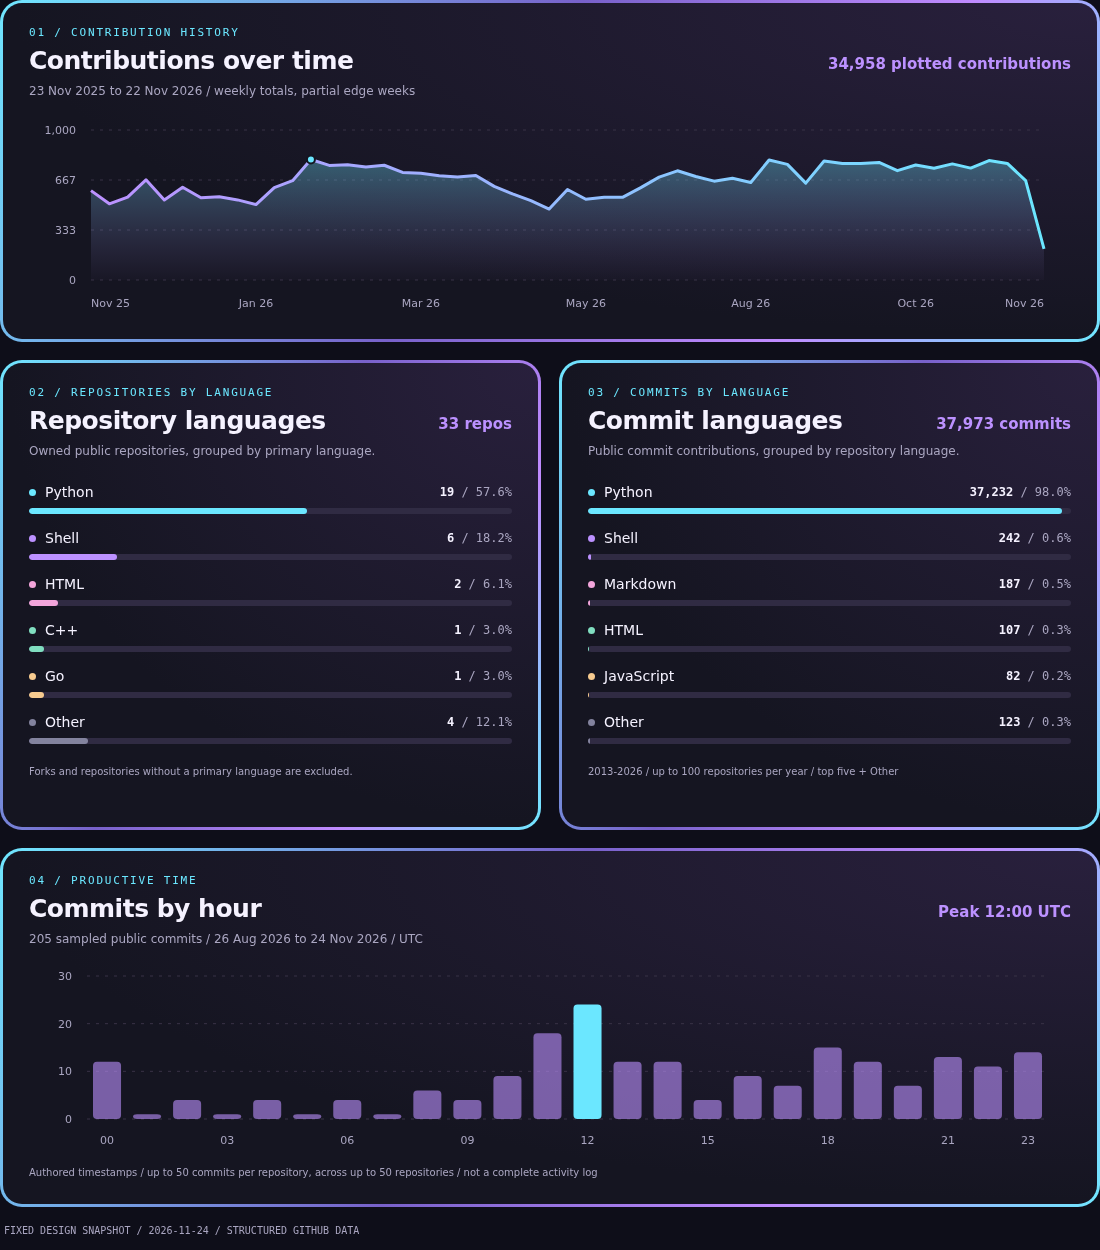 01 / CONTRIBUTION HISTORY
Contributions over time
34,958 plotted contributions
23 Nov 2025 to 22 Nov 2026 / weekly totals, partial edge weeks
1,000
667
333
0
Nov 25 Jan 26 Mar 26 May 26 Aug 26 Oct 26 Nov 26
02 / REPOSITORIES BY LANGUAGE
Repository languages
33 repos
Owned public repositories, grouped by primary language.
Python 19 / 57.6%
Shell 6 / 18.2%
HTML 2 / 6.1%
C++ 1 / 3.0%
Go 1 / 3.0%
Other 4 / 12.1%
Forks and repositories without a primary language are excluded.
03 / COMMITS BY LANGUAGE
Commit languages
37,973 commits
Public commit contributions, grouped by repository language.
Python 37,232 / 98.0%
Shell 242 / 0.6%
Markdown 187 / 0.5%
HTML 107 / 0.3%
JavaScript 82 / 0.2%
Other 123 / 0.3%
2013-2026 / up to 100 repositories per year / top five + Other
04 / PRODUCTIVE TIME
Commits by hour
Peak 12:00 UTC
205 sampled public commits / 26 Aug 2026 to 24 Nov 2026 / UTC
30
20
10
0
00 03 06 09 12 15 18 21 23
Authored timestamps / up to 50 commits per repository, across up to 50 repositories / not a complete activity log
FIXED DESIGN SNAPSHOT / 2026-11-24 / STRUCTURED GITHUB DATA